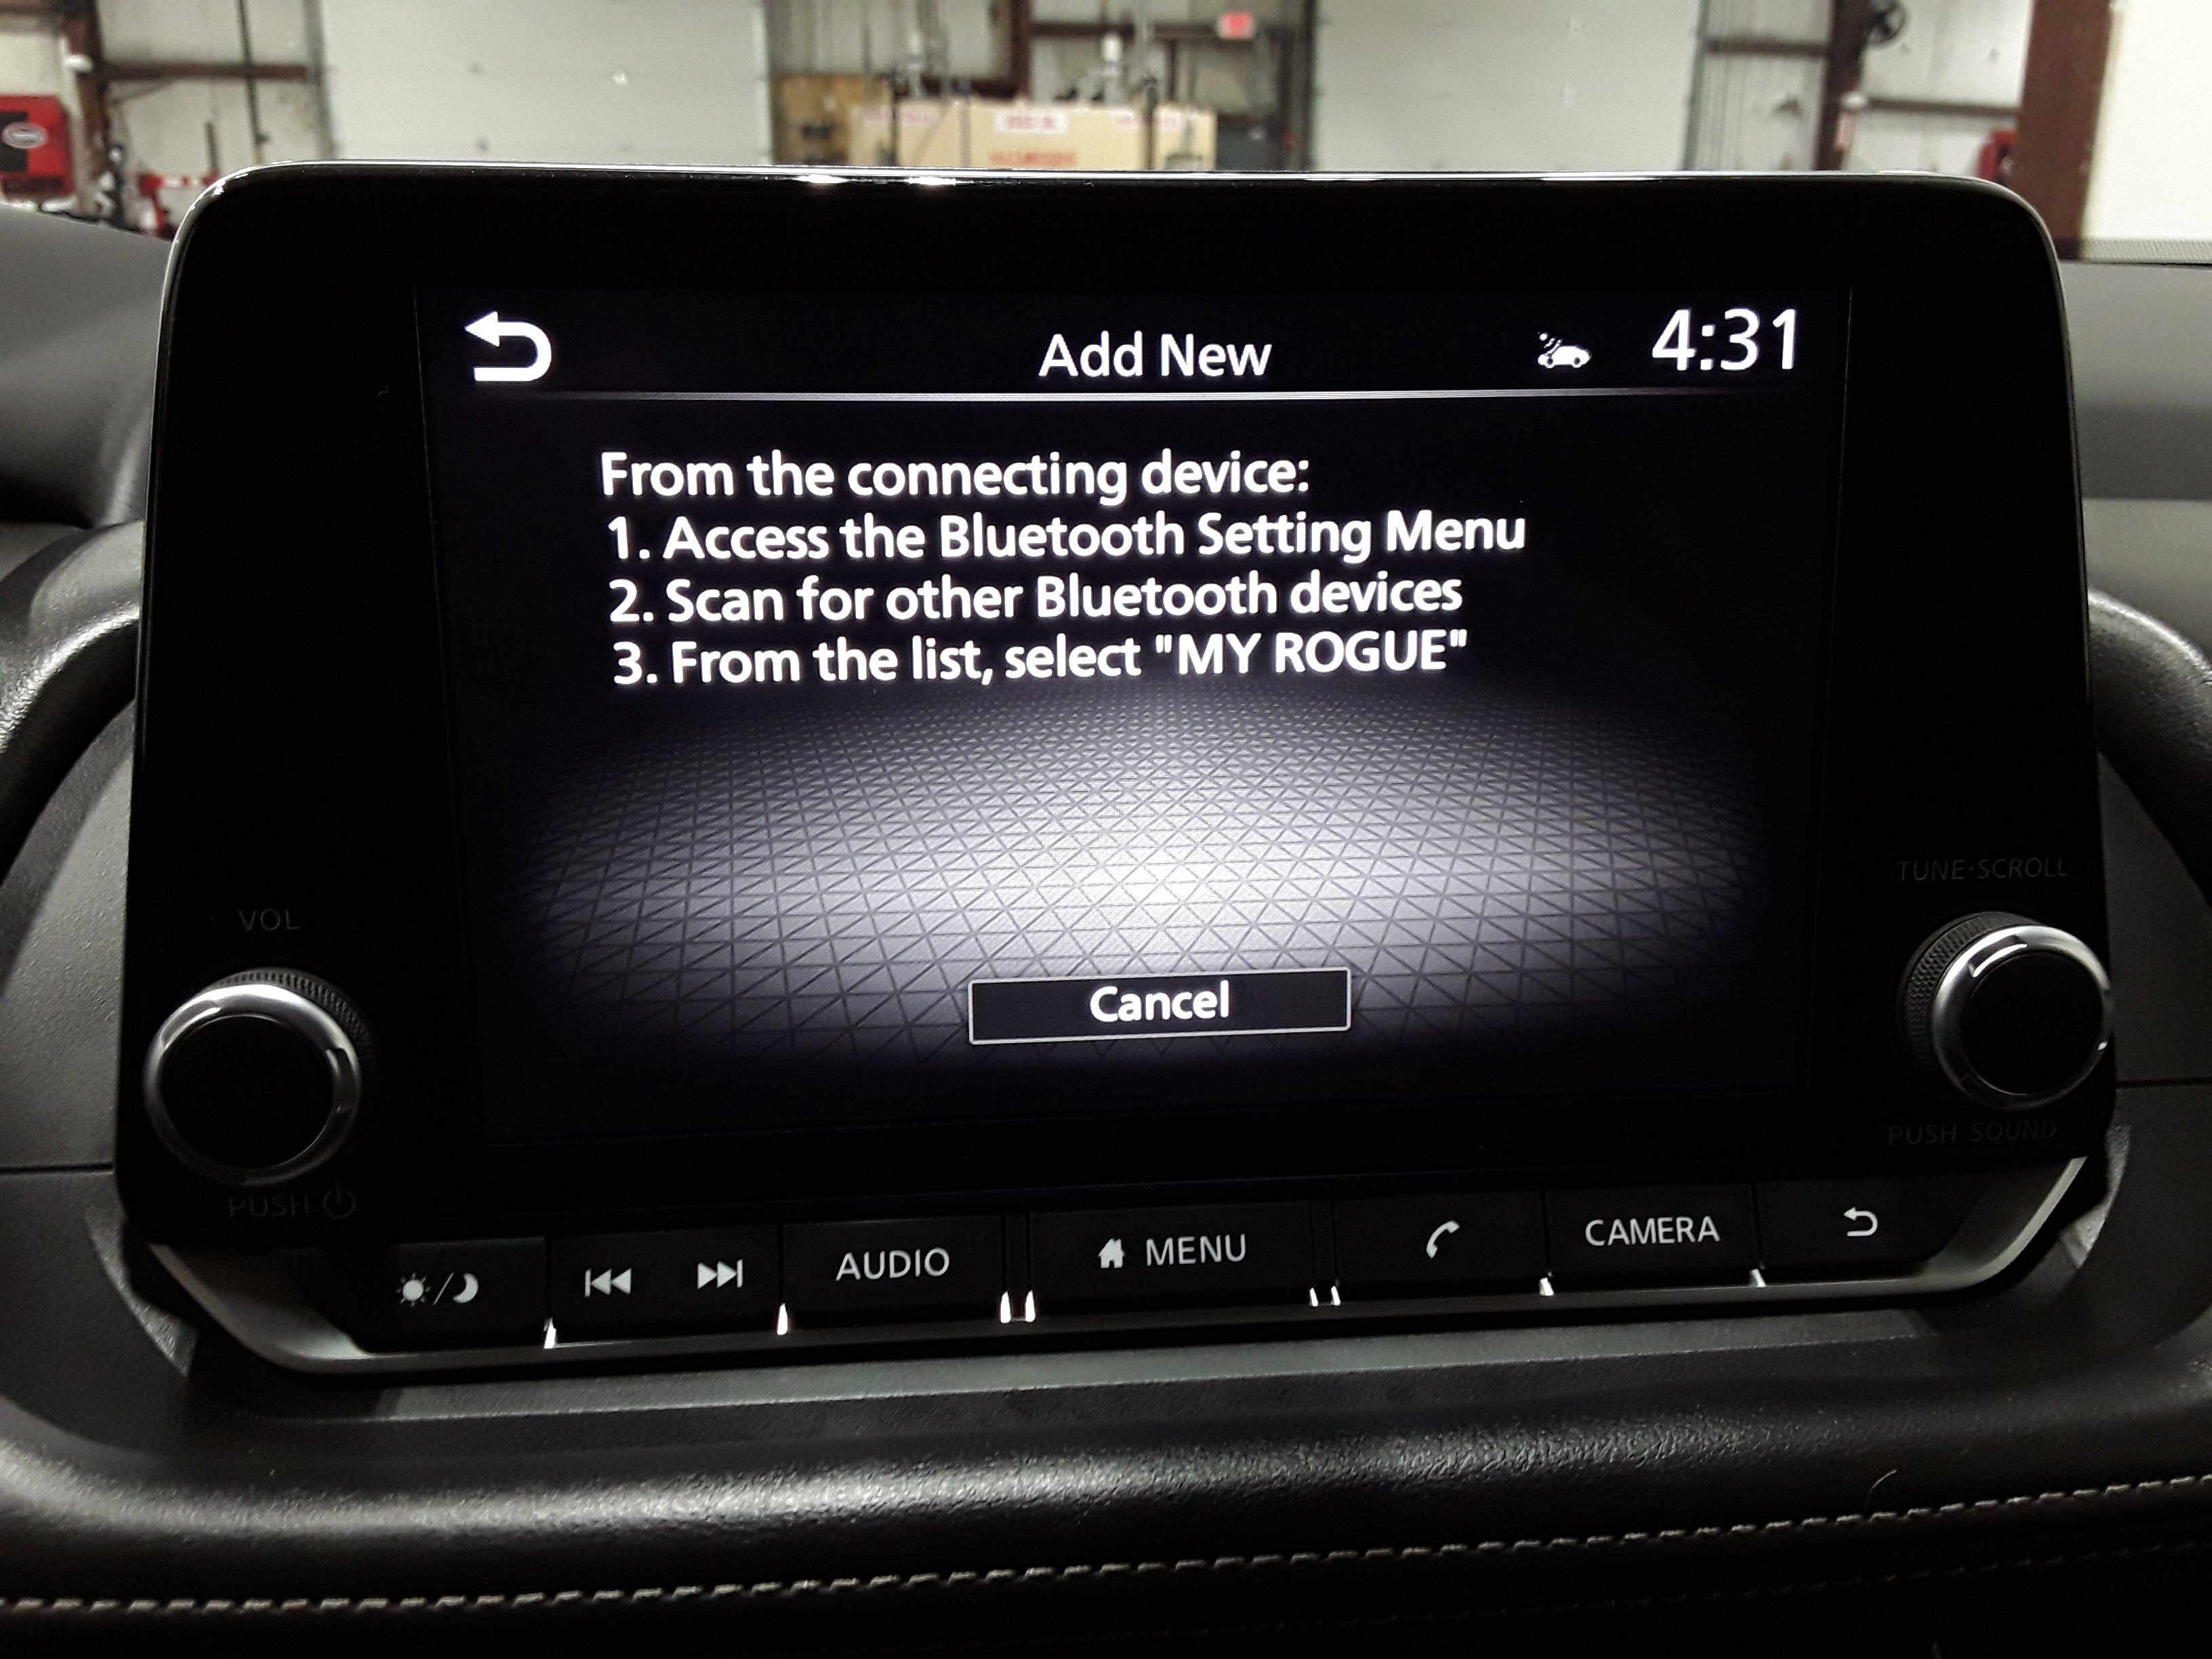 Add New
4:31
From the connecting device:
1. Access the Bluetooth Setting Menu
2. Scan for other Bluetooth devices
3. From the list, select "MY ROGUE"
Cancel
VOL
TUNE·SCROLL
PUSH
PUSH SOUND
AUDIO
MENU
CAMERA